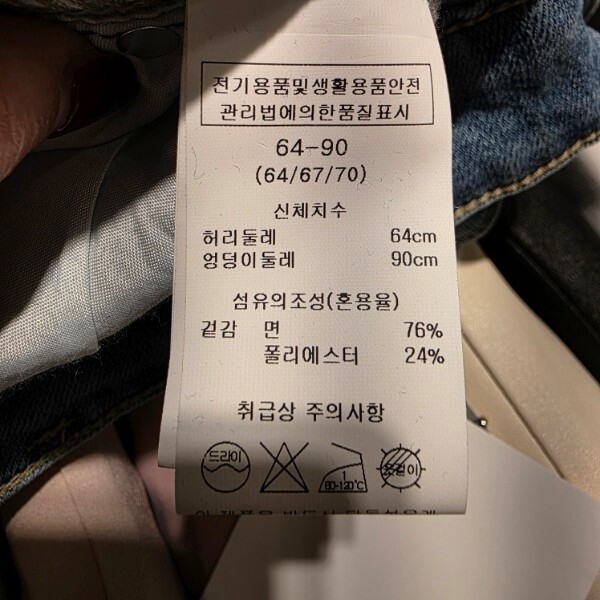 전기용품및생활용품안전
관리법에의한품질표시
64-90
(64/67/70)
신체치수
허리둘레 64cm
엉덩이둘레 90cm
섬유의조성(혼용율)
겉감 면 76%
폴리에스터 24%
취급상 주의사항
드라이
1
80-120℃
옷걸이